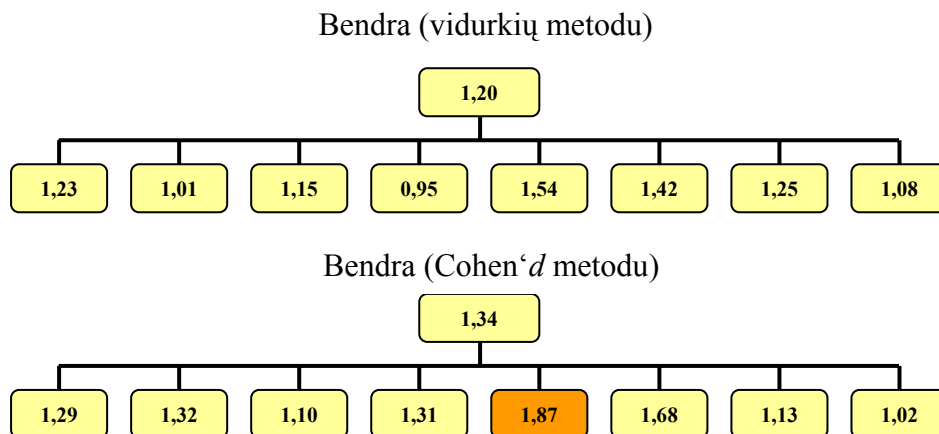 Bendra (vidurkių metodu)
1,20
1,23 1,01 1,15 0,95 1,54 1,42 1,25 1,08
Bendra (Cohen‘d metodu)
1,34
1,29 1,32 1,10 1,31 1,87 1,68 1,13 1,02